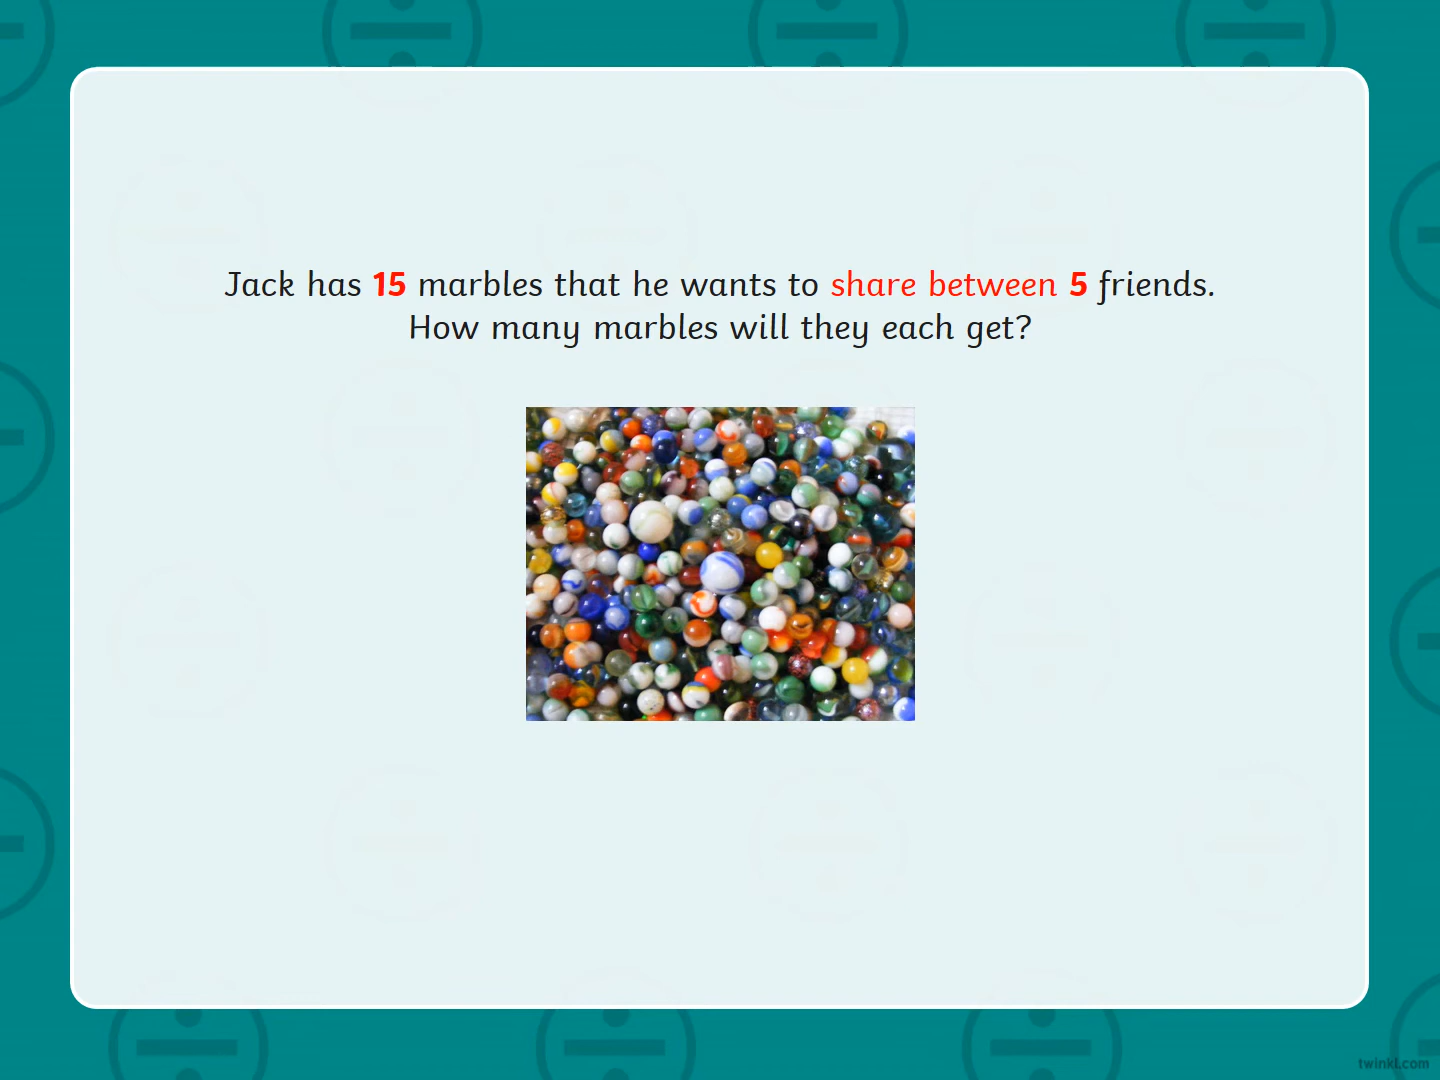 Jack has 15 marbles that he wants to share between 5 friends.
How many marbles will they each get?
twinkl.com